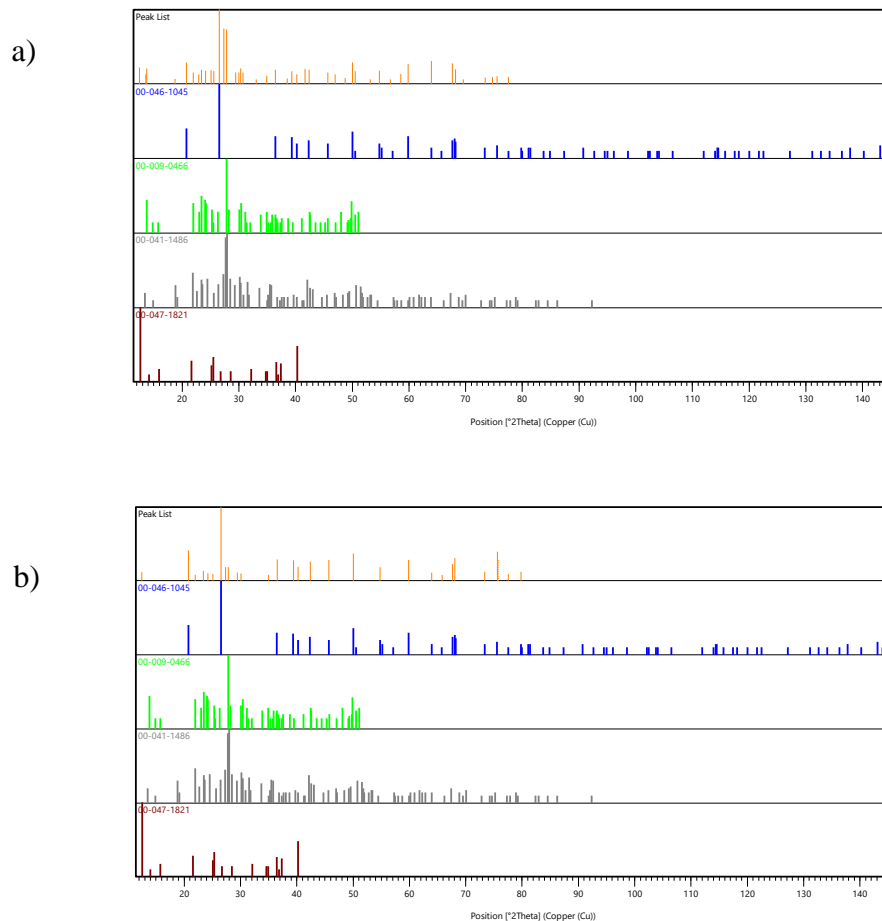 a)
Peak List
00-046-1045
00-009-0466
00-041-1486
00-047-1821
20 30 40 50 60 70 80 90 100 110 120 130 140
Position [°2Theta] (Copper (Cu))
b)
Peak List
00-046-1045
00-009-0466
00-041-1486
00-047-1821
20 30 40 50 60 70 80 90 100 110 120 130 140
Position [°2Theta] (Copper (Cu))